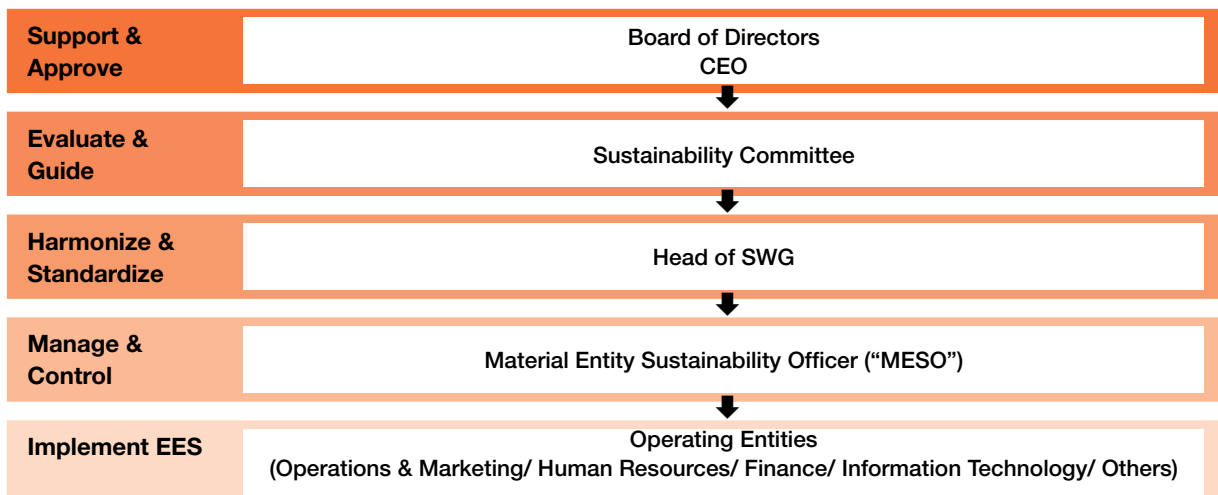 Support &
Approve
Board of Directors
CEO
Evaluate &
Guide
Sustainability Committee
Harmonize &
Standardize
Head of SWG
Manage &
Control
Material Entity Sustainability Officer (“MESO”)
Implement EES
Operating Entities
(Operations & Marketing/ Human Resources/ Finance/ Information Technology/ Others)